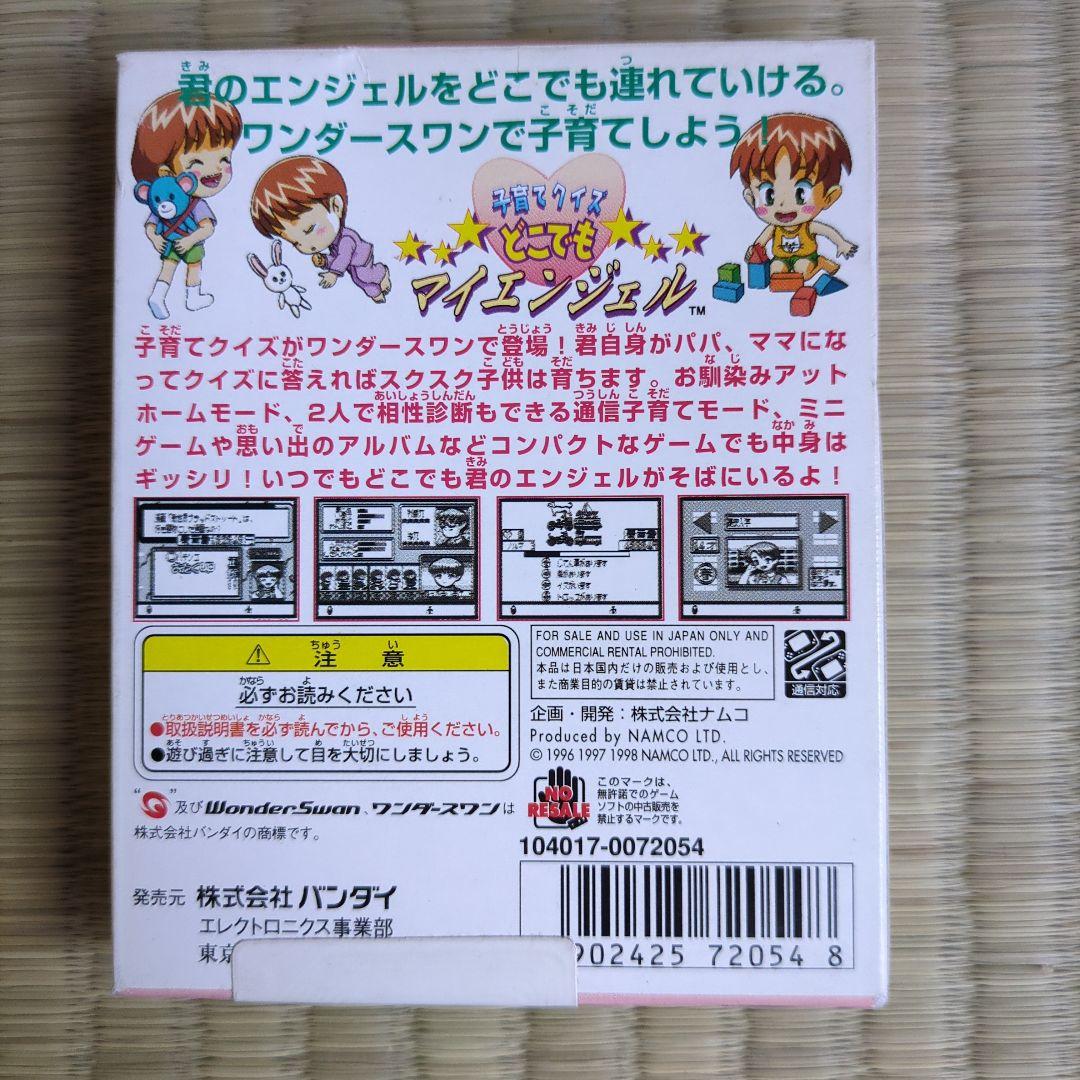 君のエンジェルをどこでも連れていける。
ワンダースワンで子育てしよう!
子育てクイズ
どこでも
マイエンジェル™
子育てクイズがワンダースワンで登場!君自身がパパ、ママにな
ってクイズに答えればスクスク子供は育ちます。お馴染みアット
ホームモード、2人で相性診断もできる通信子育てモード、ミニ
ゲームや思い出のアルバムなどコンパクトなゲームでも中身は
ギッシリ!いつでもどこでも君のエンジェルがそばにいるよ!
注意
必ずお読みください
●取扱説明書を必ず読んでから、ご使用ください。
●遊び過ぎに注意して目を大切にしましょう。
FOR SALE AND USE IN JAPAN ONLY AND
COMMERCIAL RENTAL PROHIBITED.
本品は日本国内だけの販売および使用とし、
また商業目的の賃貸は禁止されています。
通信対応
企画・開発:株式会社ナムコ
Produced by NAMCO LTD.
© 1996 1997 1998 NAMCO LTD., ALL RIGHTS RESERVED
NO
RESALE
このマークは、
無許諾でのゲーム
ソフトの中古販売を
禁止するマークです。
“ ”及びWonderSwan、ワンダースワンは
株式会社バンダイの商標です。
104017-0072054
発売元 株式会社バンダイ
エレクトロニクス事業部
東京
902425 72054 8